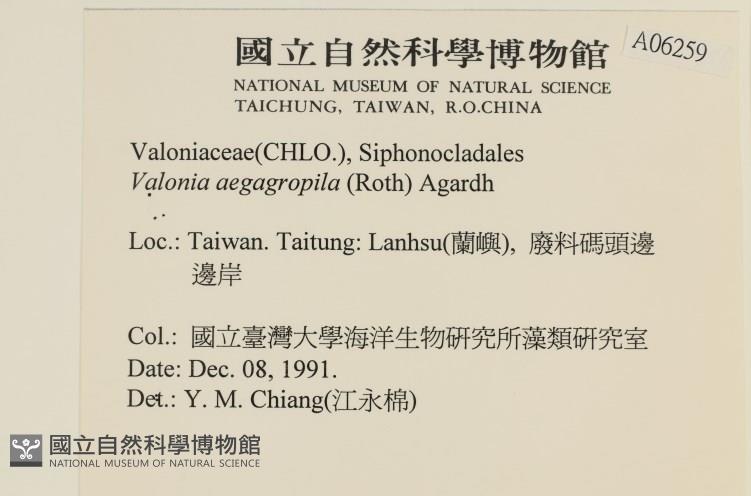 國立自然科學博物館
A06259
NATIONAL MUSEUM OF NATURAL SCIENCE
TAICHUNG, TAIWAN, R.O.CHINA
Valoniaceae(CHLO.), Siphonocladales
Valonia aegagropila (Roth) Agardh
Loc.: Taiwan. Taitung: Lanhsu(蘭嶼), 廢料碼頭邊
邊岸
Col.: 國立臺灣大學海洋生物研究所藻類研究室
Date: Dec. 08, 1991.
Det.: Y. M. Chiang(江永棉)
國立自然科學博物館
NATIONAL MUSEUM OF NATURAL SCIENCE